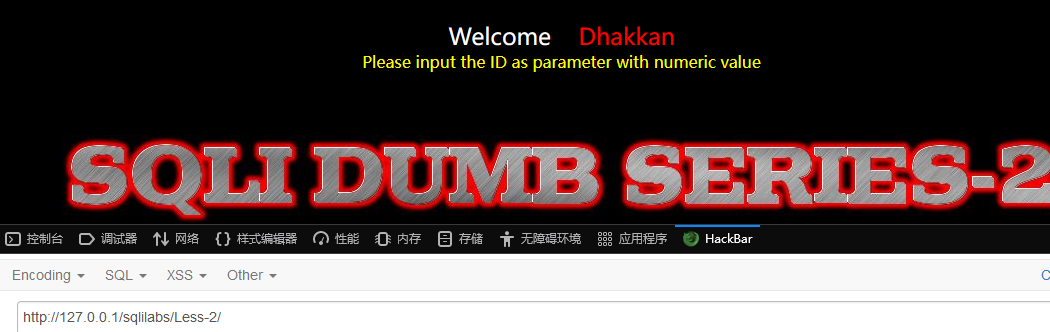 Welcome Dhakkan
Please input the ID as parameter with numeric value
SQLI DUMB SERIES-2
控制台 调试器 网络 样式编辑器 性能 内存 存储 无障碍环境 应用程序 HackBar
Encoding SQL XSS Other C
http://127.0.0.1/sqlilabs/Less-2/